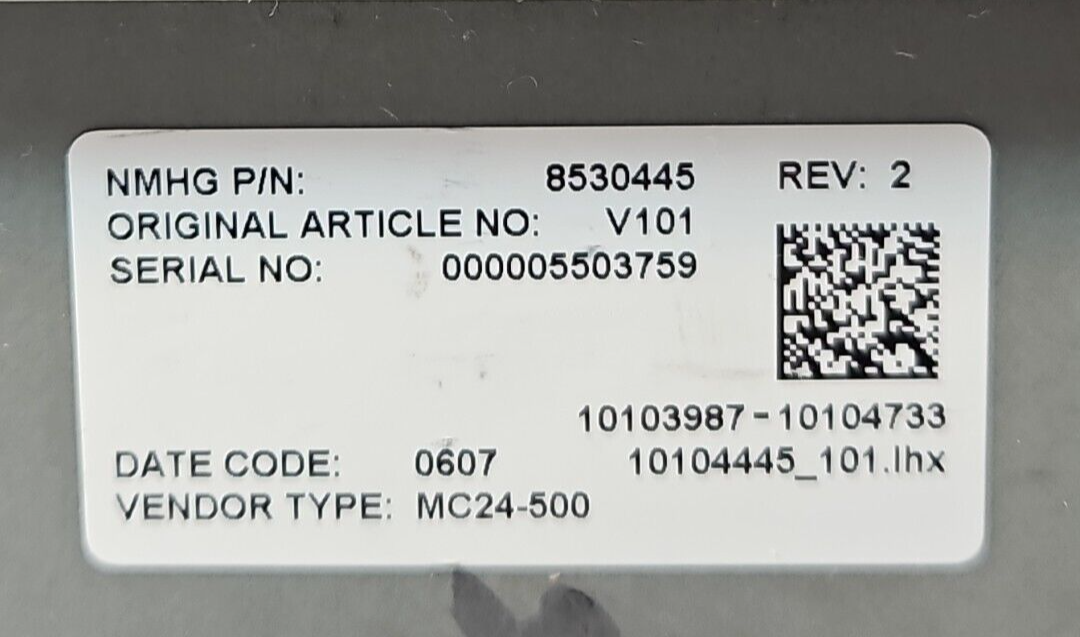 NMHG P/N: 8530445 REV: 2
ORIGINAL ARTICLE NO: V101
SERIAL NO: 000005503759
10103987-10104733
DATE CODE: 0607 10104445_101.lhx
VENDOR TYPE: MC24-500